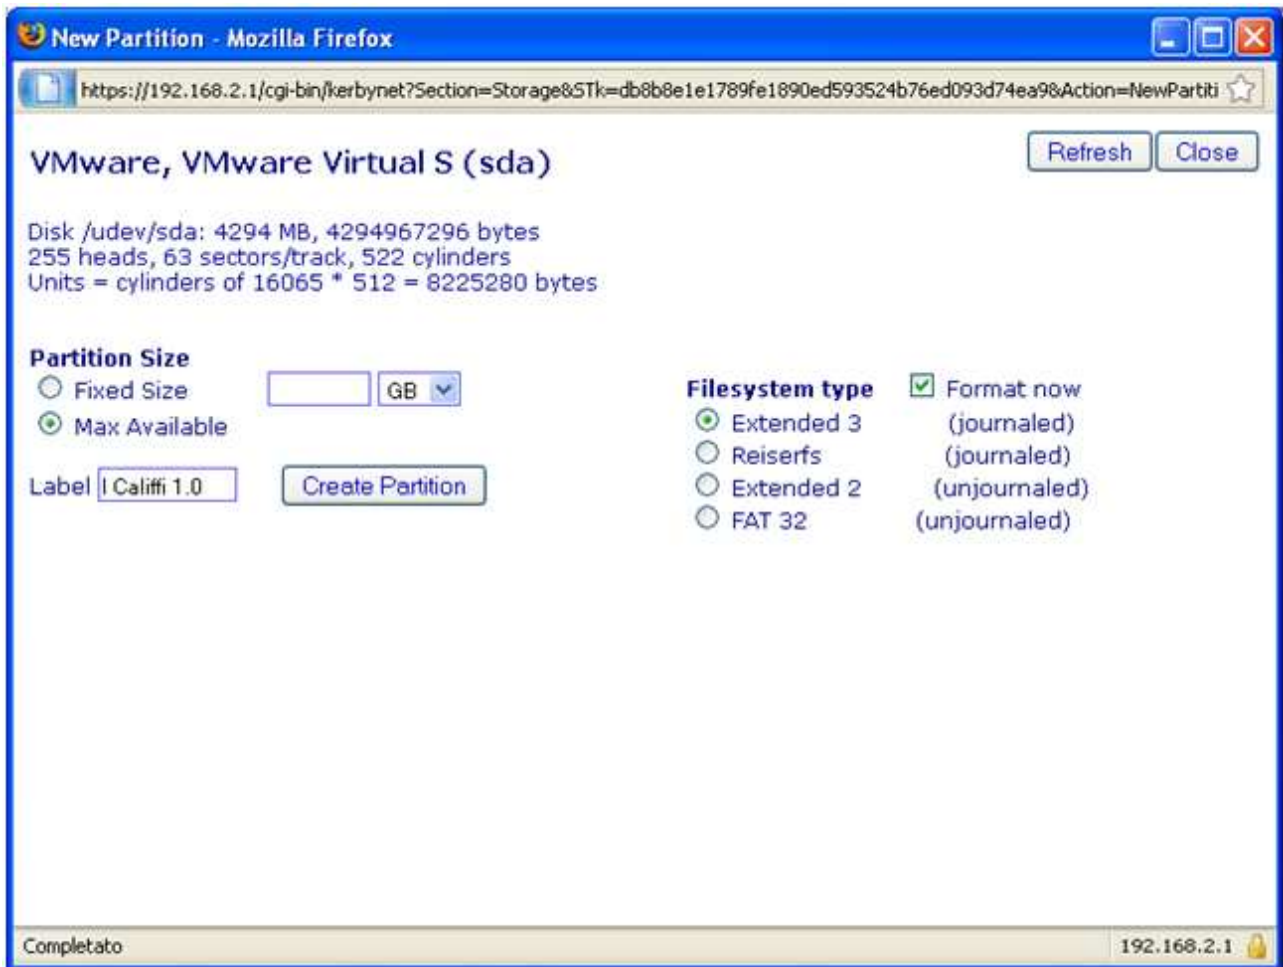 New Partition - Mozilla Firefox
https://192.168.2.1/cgi-bin/kerbynet?Section=Storage&STk=db8b8e1e1789fe1890ed593524b76ed093d74ea9&Action=NewPartiti
VMware, VMware Virtual S (sda)
Refresh Close
Disk /udev/sda: 4294 MB, 4294967296 bytes
255 heads, 63 sectors/track, 522 cylinders
Units = cylinders of 16065 * 512 = 8225280 bytes
Partition Size
Fixed Size GB
Max Available
Label I Califfi 1.0 Create Partition
Filesystem type Format now
Extended 3 (journaled)
Reiserfs (journaled)
Extended 2 (unjournaled)
FAT 32 (unjournaled)
Completato 192.168.2.1